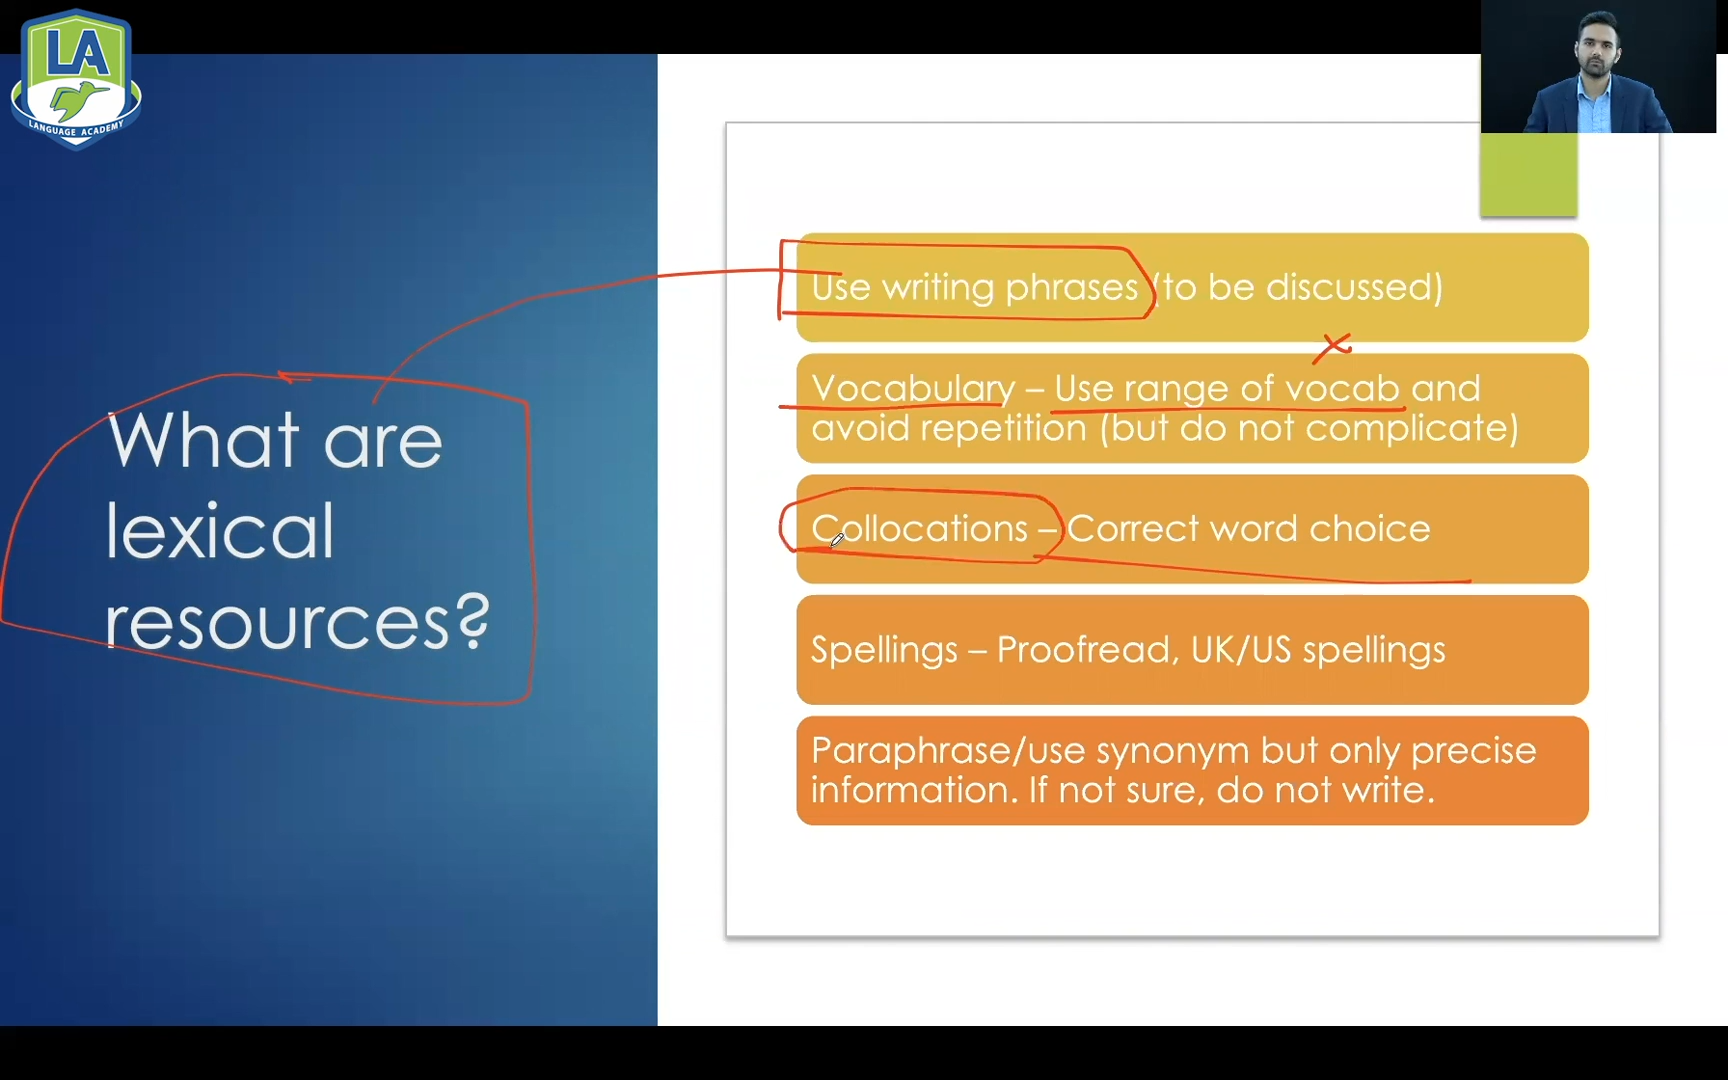 LA
LANGUAGE ACADEMY
What are
lexical
resources?
Use writing phrases (to be discussed)
Vocabulary – Use range of vocab and
avoid repetition (but do not complicate)
Collocations – Correct word choice
Spellings – Proofread, UK/US spellings
Paraphrase/use synonym but only precise
information. If not sure, do not write.